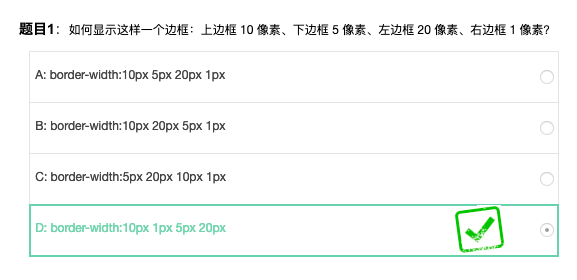 题目1：如何显示这样一个边框：上边框 10 像素、下边框 5 像素、左边框 20 像素、右边框 1 像素?
A: border-width:10px 5px 20px 1px
B: border-width:10px 20px 5px 1px
C: border-width:5px 20px 10px 1px
D: border-width:10px 1px 5px 20px